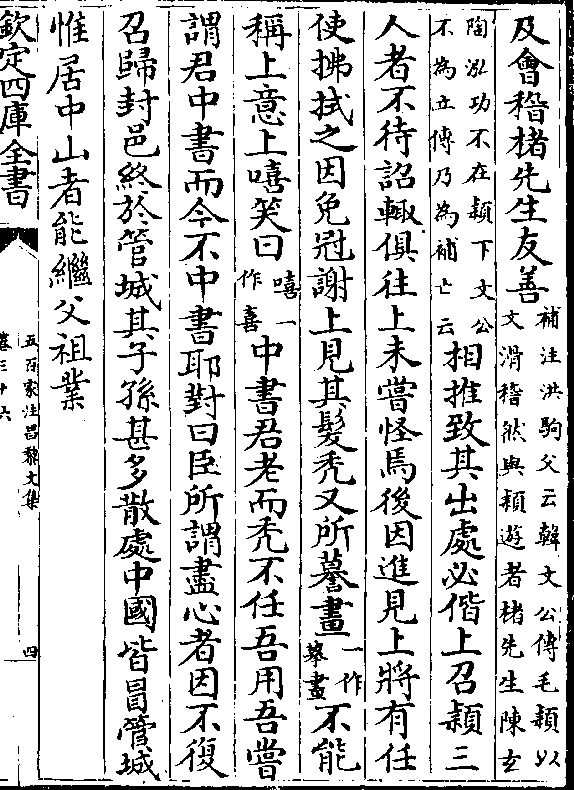 及會稽楮先生友善補注洪駒父云韓文公傳毛頴以文滑稽然與頴遊者楮先生陳玄
陶泓功不在頴下文公不為立傳乃為補亡云相推致其出處必偕上召頴三
人者不待詔輒俱往上未嘗怪焉後因進見上將有任
使拂拭之因免冠謝上見其髮禿又所謩畫一作摹畫不能
稱上意上嘻笑曰嘻一作喜中書君老而禿不任吾用吾嘗
謂君中書而今不中書耶對曰臣所謂盡心者因不復
召歸封邑終於管城其子孫甚多散處中國皆冐管城
惟居中山者能繼父祖業
欽定四庫全書
五百家注昌黎文集
卷三十六
四